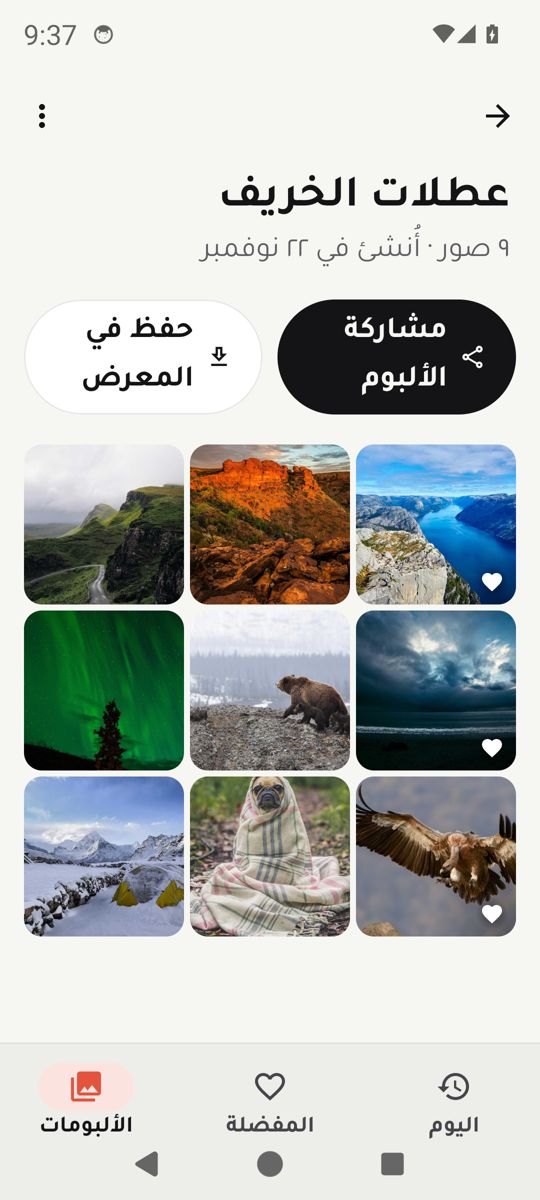 9:37
عطلات الخريف
٩ صور · أُنشئ في ٢٢ نوفمبر
مشاركة
الألبوم
حفظ في
المعرض
اليوم
المفضلة
الألبومات